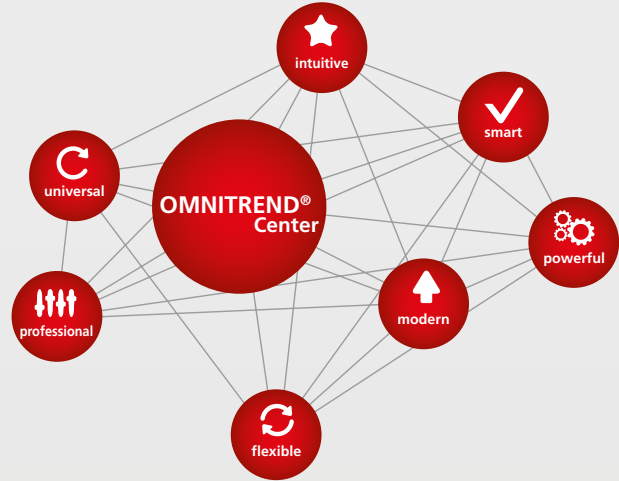 intuitive
smart
universal
OMNITREND®
Center
powerful
professional
modern
flexible